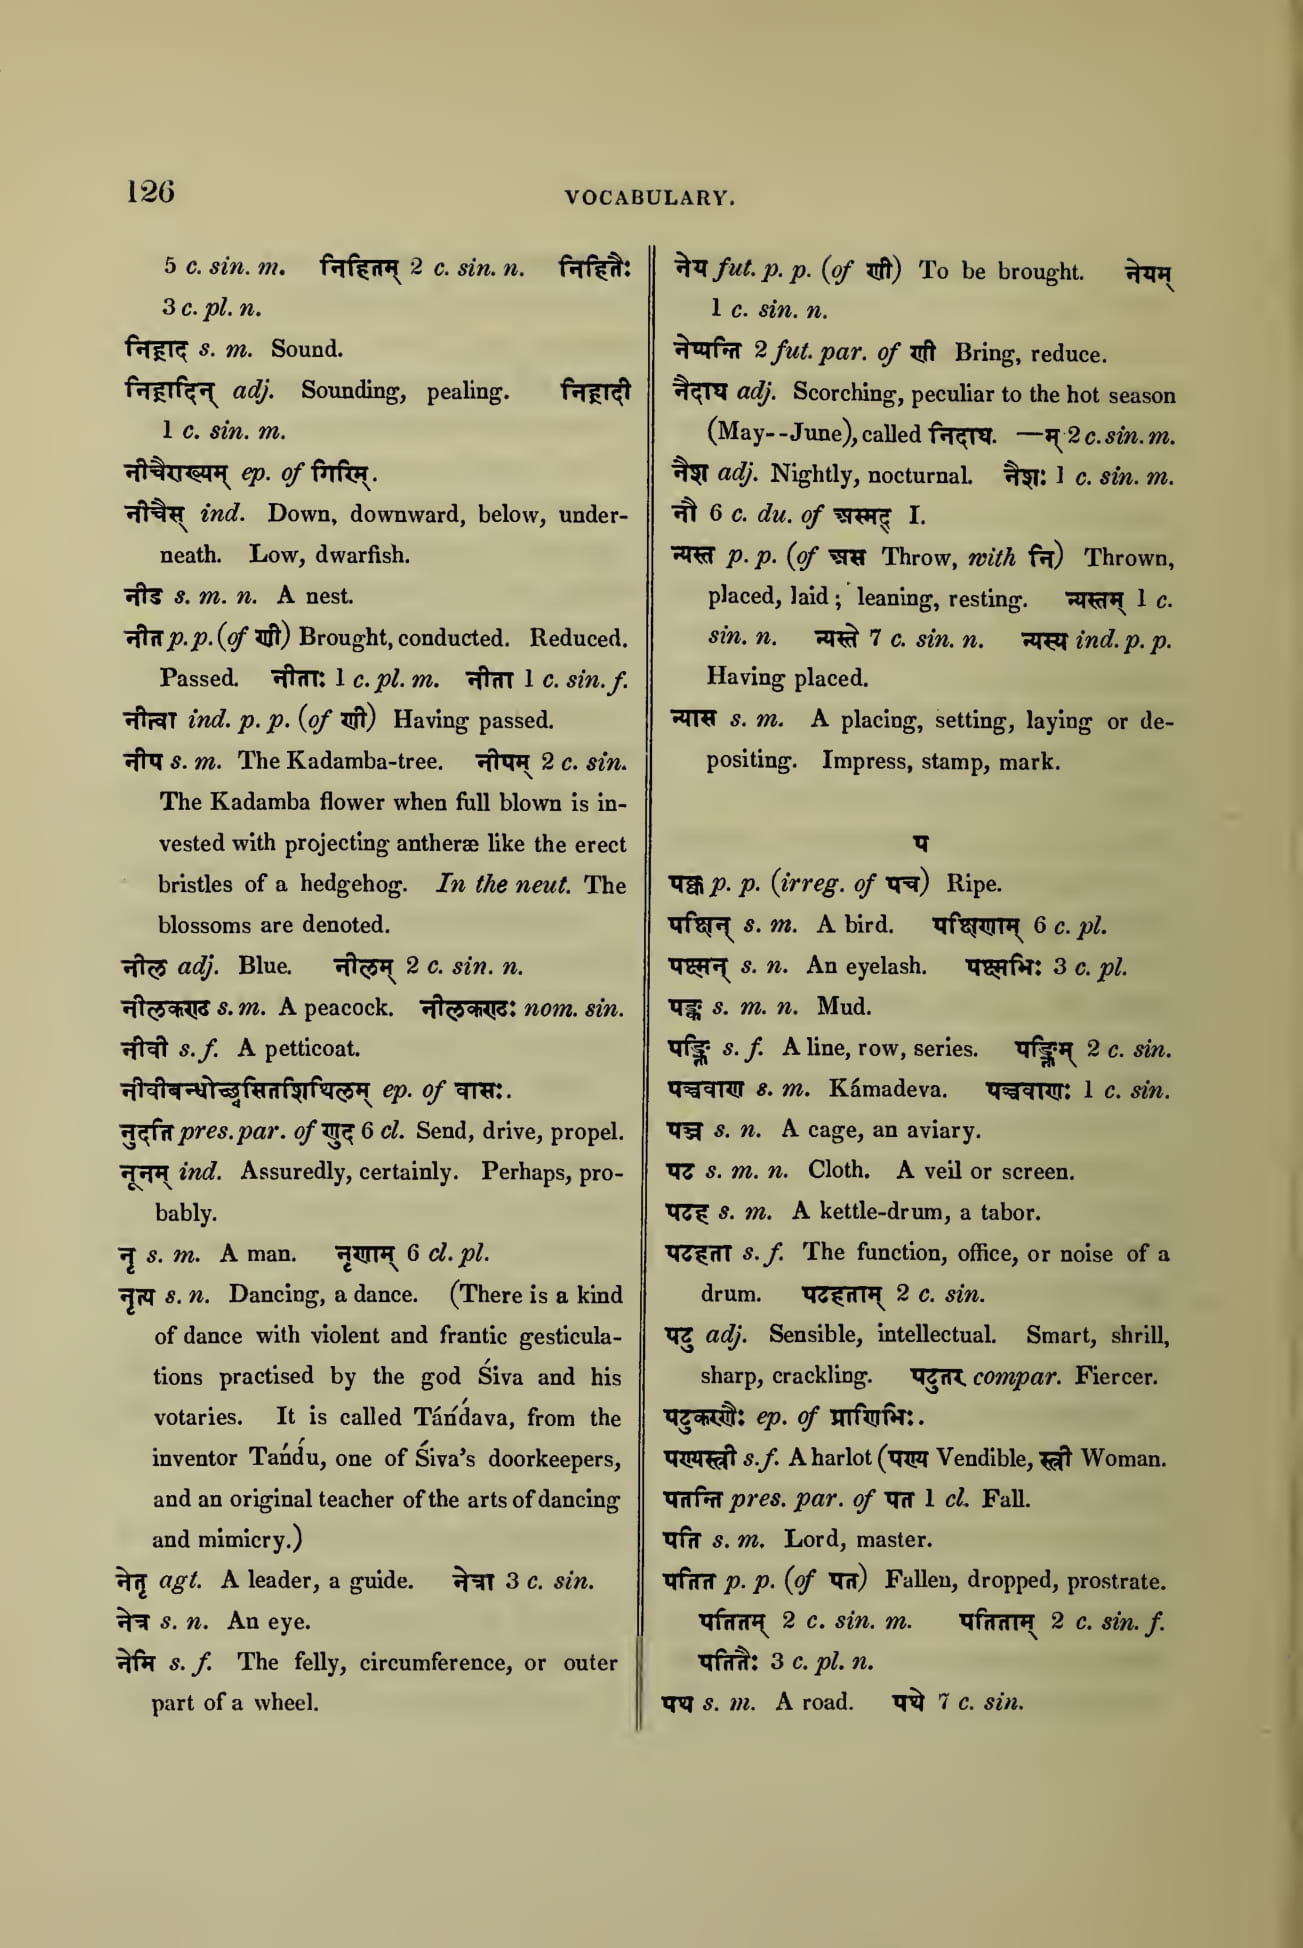 126
VOCABULARY.
5 c. sin. m. निहितम् 2 c. sin. n. निहितैः
3 c. pl. n.
निह्राद s. m. Sound.
निह्रादिन् adj. Sounding, pealing. निह्रादी
1 c. sin. m.
नीचैराख्यम् ep. of गिरिम्.
नीचैस् ind. Down, downward, below, under-
neath. Low, dwarfish.
नीड s. m. n. A nest.
नीत p. p. (of णी) Brought, conducted. Reduced.
Passed. नीताः 1 c. pl. m. नीता 1 c. sin. f.
नीत्वा ind. p. p. (of णी) Having passed.
नीप s. m. The Kadamba-tree. नीपम् 2 c. sin.
The Kadamba flower when full blown is in-
vested with projecting antheræ like the erect
bristles of a hedgehog. In the neut. The
blossoms are denoted.
नील adj. Blue. नीलम् 2 c. sin. n.
नीलकण्ठ s. m. A peacock. नीलकण्ठः nom. sin.
नीवी s. f. A petticoat.
नीवीबन्धोच्छ्वसितशिथिलम् ep. of वासः.
नुदति pres. par. of णुद 6 cl. Send, drive, propel.
नूनम् ind. Assuredly, certainly. Perhaps, pro-
bably.
नृ s. m. A man. नृणाम् 6 cl. pl.
नृत्य s. n. Dancing, a dance. (There is a kind
of dance with violent and frantic gesticula-
tions practised by the god Śiva and his
votaries. It is called Táńd́ava, from the
inventor Tańd́u, one of Śiva's doorkeepers,
and an original teacher of the arts of dancing
and mimicry.)
नेतृ agt. A leader, a guide. नेत्रा 3 c. sin.
नेत्र s. n. An eye.
नेमि s. f. The felly, circumference, or outer
part of a wheel.
नेय fut. p. p. (of णी) To be brought. नेयम्
1 c. sin. n.
नेष्यन्ति 2 fut. par. of णी Bring, reduce.
नैदाघ adj. Scorching, peculiar to the hot season
(May--June), called निदाघ. —म् 2 c. sin. m.
नैश adj. Nightly, nocturnal. नैशः 1 c. sin. m.
नौ 6 c. du. of अस्मद् I.
न्यस्त p. p. (of अस Throw, with नि) Thrown,
placed, laid; leaning, resting. न्यस्तम् 1 c.
sin. n. न्यस्ते 7 c. sin. n. न्यस्य ind. p. p.
Having placed.
न्यास s. m. A placing, setting, laying or de-
positing. Impress, stamp, mark.
प
पक्व p. p. (irreg. of पच) Ripe.
पक्षिन् s. m. A bird. पक्षिणाम् 6 c. pl.
पक्ष्मन् s. n. An eyelash. पक्ष्मभिः 3 c. pl.
पङ्क s. m. n. Mud.
पङ्क्ति s. f. A line, row, series. पङ्क्तिम् 2 c. sin.
पञ्चवाण s. m. Kámadeva. पञ्चवाणः 1 c. sin.
पञ्ज s. n. A cage, an aviary.
पट s. m. n. Cloth. A veil or screen.
पटह s. m. A kettle-drum, a tabor.
पटहता s. f. The function, office, or noise of a
drum. पटहताम् 2 c. sin.
पटु adj. Sensible, intellectual. Smart, shrill,
sharp, crackling. पटुतर compar. Fiercer.
पटुकरणैः ep. of प्राणिभिः.
पण्यस्त्री s. f. A harlot (पण्य Vendible, स्त्री Woman.
पतन्ति pres. par. of पत 1 cl. Fall.
पति s. m. Lord, master.
पतित p. p. (of पत) Fallen, dropped, prostrate.
पतितम् 2 c. sin. m. पतिताम् 2 c. sin. f.
पतितैः 3 c. pl. n.
पथ s. m. A road. पथे 7 c. sin.